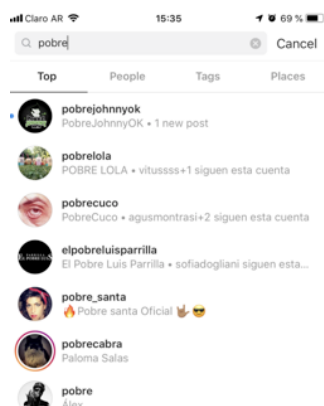 Claro AR 15:35 69 %
pobre Cancel
Top People Tags Places
pobrejohnnyok
PobreJohnnyOK • 1 new post
pobrelola
POBRE LOLA • vitussss+1 siguen esta cuenta
pobrecuco
PobreCuco • agusmontrasi+2 siguen esta cuenta
elpobreluisparrilla
El Pobre Luis Parrilla • sofiadogliani siguen esta...
pobre_santa
🔥Pobre santa Oficial 🤟🏽😎
pobrecabra
Paloma Salas
pobre
Álex